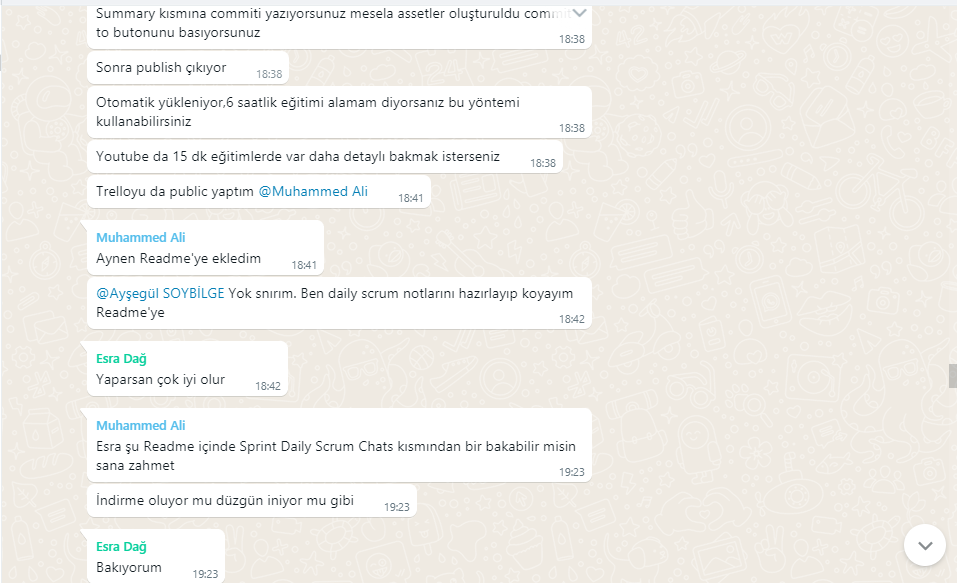 Summary kısmına commiti yazıyorsunuz mesela assetler oluşturuldu commit
to butonunu basıyorsunuz
18:38
Sonra publish çıkıyor
18:38
Otomatik yükleniyor,6 saatlik eğitimi alamam diyorsanız bu yöntemi
kullanabilirsiniz
18:38
Youtube da 15 dk eğitimlerde var daha detaylı bakmak isterseniz
18:38
Trelloyu da public yaptım @Muhammed Ali
18:41
Muhammed Ali
Aynen Readme'ye ekledim
18:41
@Ayşegül SOYBİLGE Yok snırım. Ben daily scrum notlarını hazırlayıp koyayım
Readme'ye
18:42
Esra Dağ
Yaparsan çok iyi olur
18:42
Muhammed Ali
Esra şu Readme içinde Sprint Daily Scrum Chats kısmından bir bakabilir misin
sana zahmet
19:23
İndirme oluyor mu düzgün iniyor mu gibi
19:23
Esra Dağ
Bakıyorum
19:23